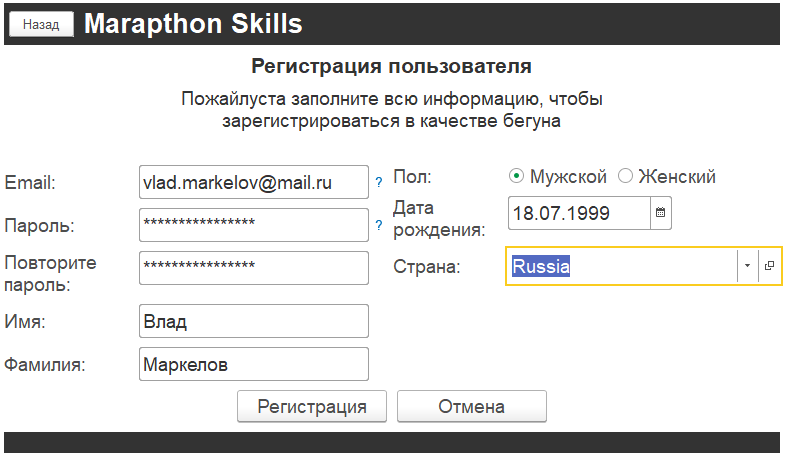 Назад Marapthon Skills
Регистрация пользователя
Пожайлуста заполните всю информацию, чтобы
зарегистрироваться в качестве бегуна
Email: vlad.markelov@mail.ru ?
Пароль: **************** ?
Повторите
пароль: ****************
Имя: Влад
Фамилия: Маркелов
Пол: Мужской Женский
Дата
рождения: 18.07.1999
Страна: Russia
Регистрация Отмена